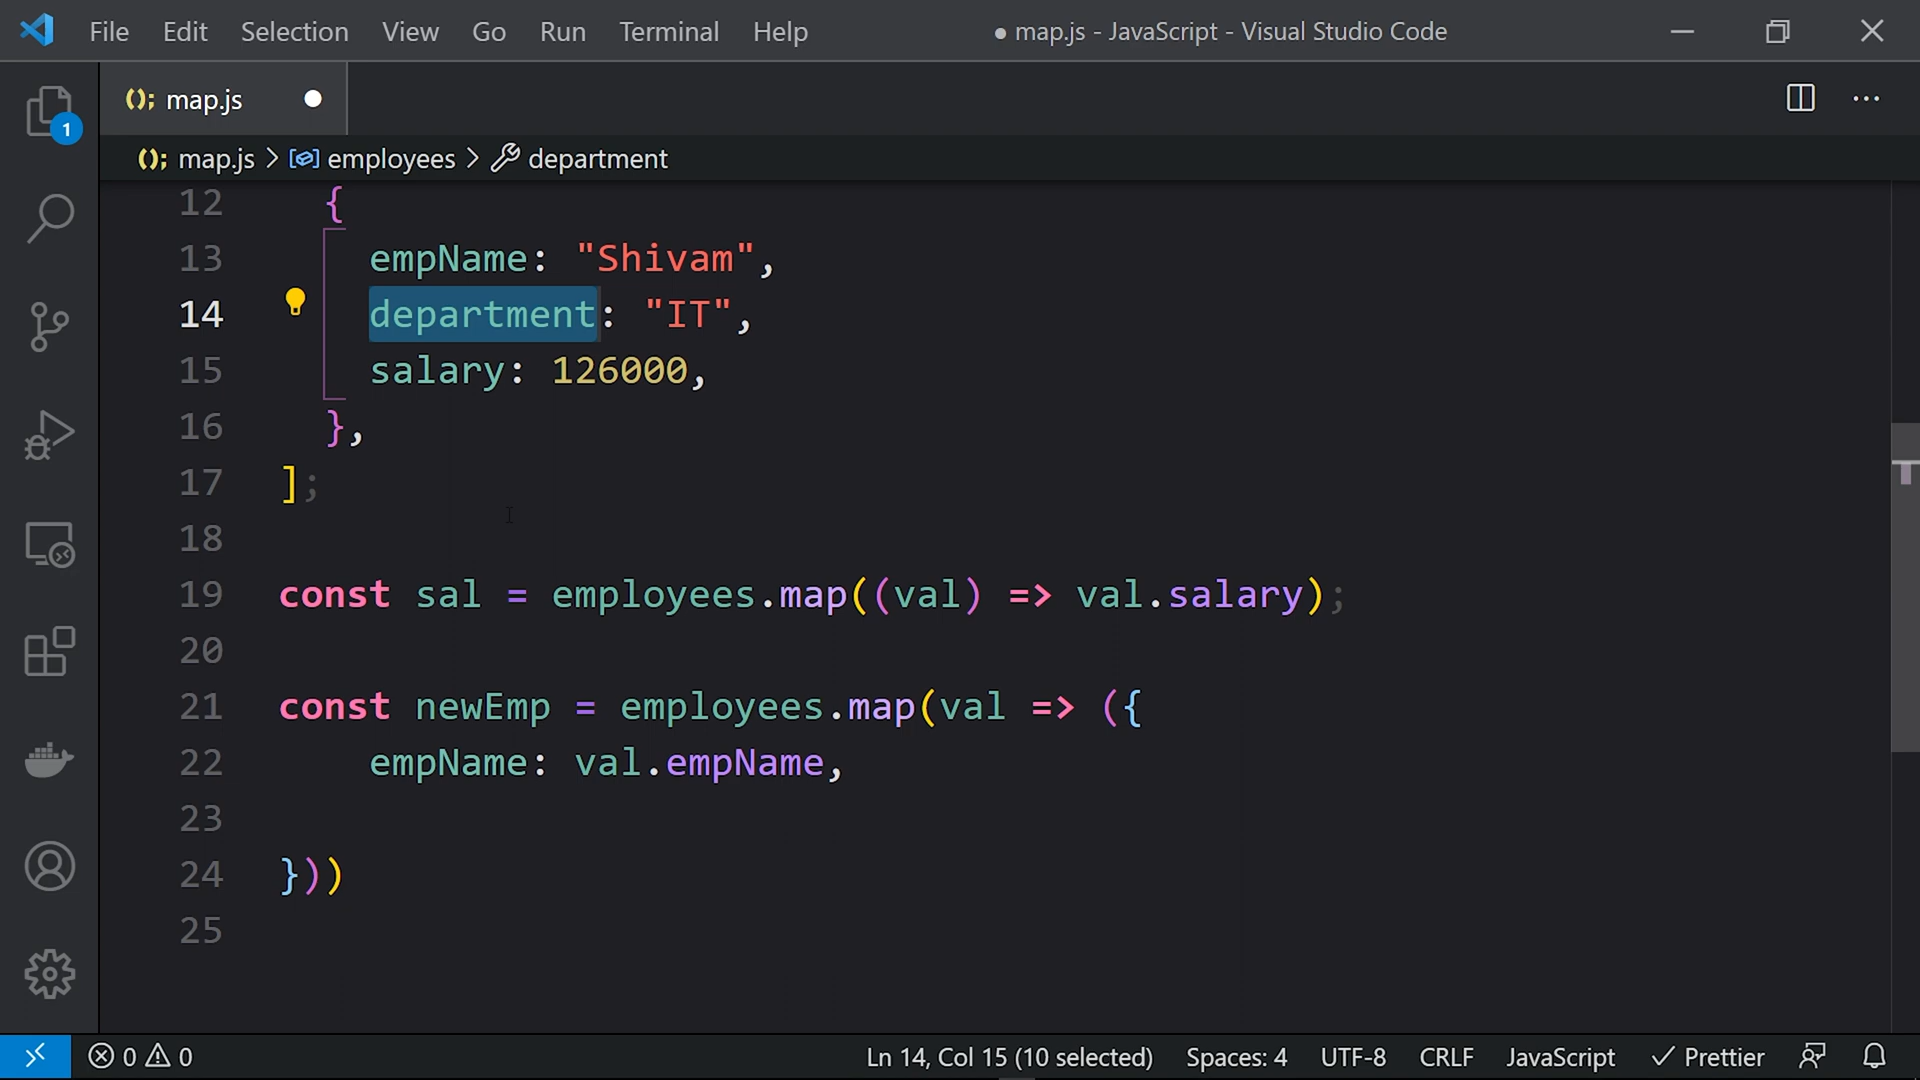 File Edit Selection View Go Run Terminal Help ● map.js - JavaScript - Visual Studio Code
(); map.js ●
1
(); map.js > employees > department
12 {
13 empName: "Shivam",
14 department: "IT",
15 salary: 126000,
16 },
17 ];
18
19 const sal = employees.map((val) => val.salary);
20
21 const newEmp = employees.map(val => ({
22 empName: val.empName,
23
24 }))
25
0 0 Ln 14, Col 15 (10 selected) Spaces: 4 UTF-8 CRLF JavaScript ✓ Prettier